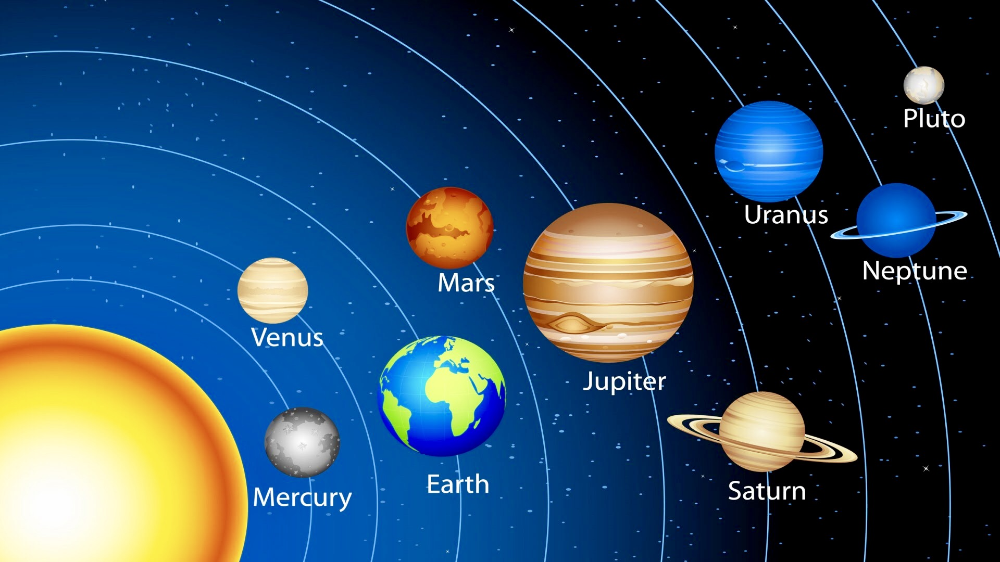 Pluto
Uranus
Neptune
Mars
Venus
Jupiter
Earth
Saturn
Mercury